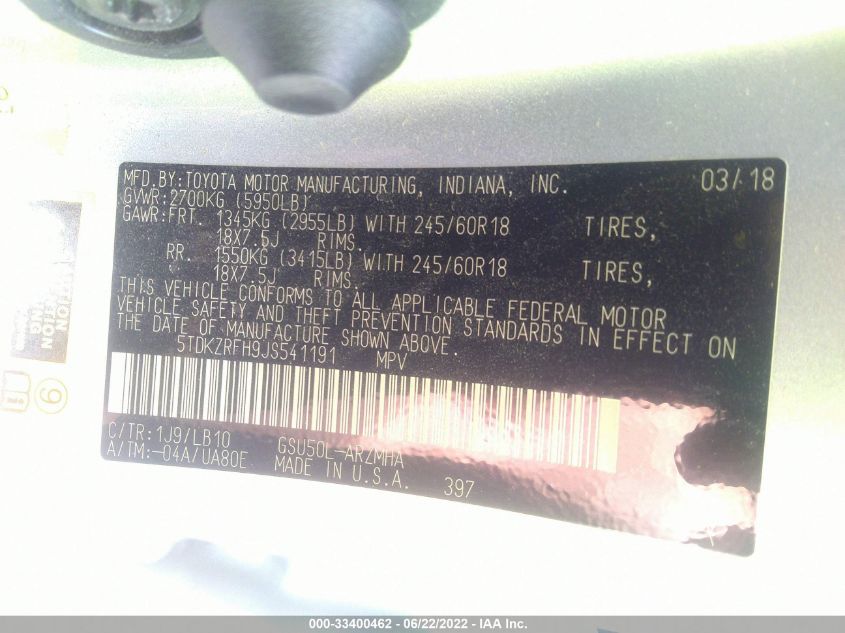 MFD.BY:TOYOTA MOTOR MANUFACTURING, INDIANA, INC. 03/18
GVWR:2700KG (5950LB)
GAWR:FRT. 1345KG (2955LB) WITH 245/60R18 TIRES,
18X7.5J RIMS.
RR. 1550KG (3415LB) WITH 245/60R18 TIRES,
18X7.5J RIMS.
THIS VEHICLE CONFORMS TO ALL APPLICABLE FEDERAL MOTOR
VEHICLE SAFETY AND THEFT PREVENTION STANDARDS IN EFFECT ON
THE DATE OF MANUFACTURE SHOWN ABOVE.
5TDKZRFH9JS541191 MPV
C/TR:1J9/LB10 GSU50L-ARZMHA
A/TM:-04A/UA80E MADE IN U.S.A. 397
000-33400462 - 06/22/2022 - IAA Inc.